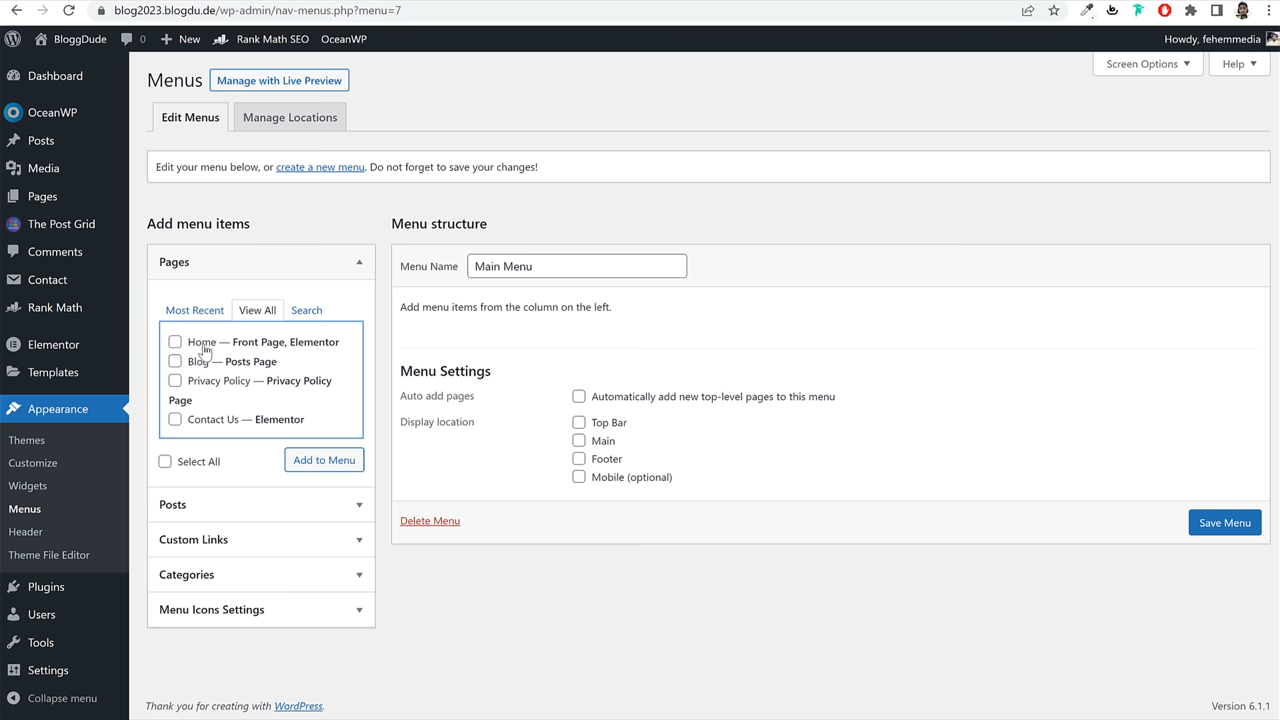 blog2023.blogdu.de/wp-admin/nav-menus.php?menu=7
BloggDude 0 New Rank Math SEO OceanWP Howdy, fehemmedia
Dashboard
OceanWP
Posts
Media
Pages
The Post Grid
Comments
Contact
Rank Math
Elementor
Templates
Appearance
Themes
Customize
Widgets
Menus
Header
Theme File Editor
Plugins
Users
Tools
Settings
Collapse menu
Screen Options Help
Menus Manage with Live Preview
Edit Menus Manage Locations
Edit your menu below, or create a new menu. Do not forget to save your changes!
Add menu items
Pages
Most Recent View All Search
Home — Front Page, Elementor
Blog — Posts Page
Privacy Policy — Privacy Policy
Page
Contact Us — Elementor
Select All Add to Menu
Posts
Custom Links
Categories
Menu Icons Settings
Menu structure
Menu Name Main Menu
Add menu items from the column on the left.
Menu Settings
Auto add pages Automatically add new top-level pages to this menu
Display location Top Bar
Main
Footer
Mobile (optional)
Delete Menu Save Menu
Thank you for creating with WordPress. Version 6.1.1